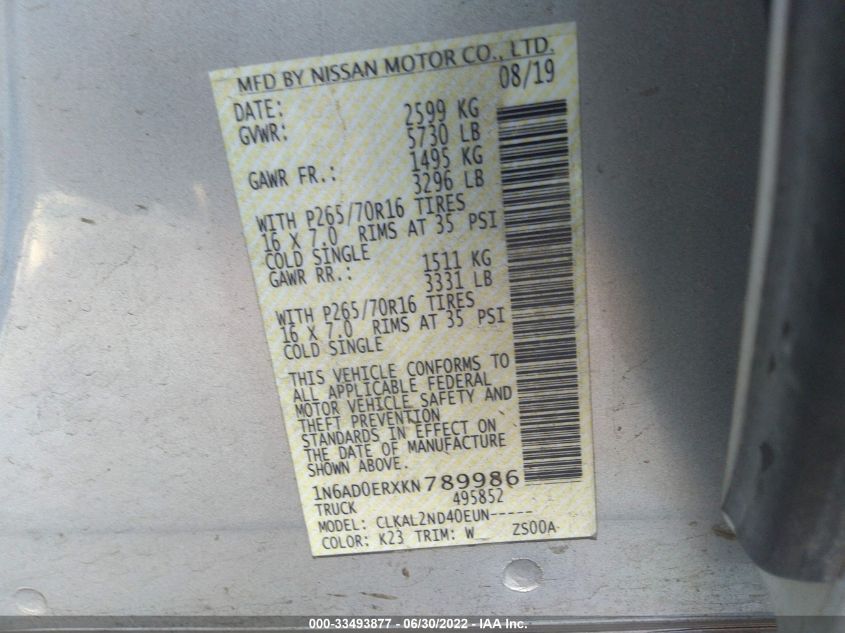 MFD BY NISSAN MOTOR CO., LTD.
DATE: 08/19
GVWR: 2599 KG
5730 LB
GAWR FR.: 1495 KG
3296 LB
WITH P265/70R16 TIRES
16 X 7.0 RIMS AT 35 PSI
COLD SINGLE
GAWR RR.: 1511 KG
3331 LB
WITH P265/70R16 TIRES
16 X 7.0 RIMS AT 35 PSI
COLD SINGLE
THIS VEHICLE CONFORMS TO
ALL APPLICABLE FEDERAL
MOTOR VEHICLE SAFETY AND
THEFT PREVENTION
STANDARDS IN EFFECT ON
THE DATE OF MANUFACTURE
SHOWN ABOVE.
1N6AD0ERXKN789986
TRUCK 495852
MODEL: CLKAL2ND40EUN-----
COLOR: K23 TRIM: W__ ZS00A
000-33493877 - 06/30/2022 - IAA Inc.